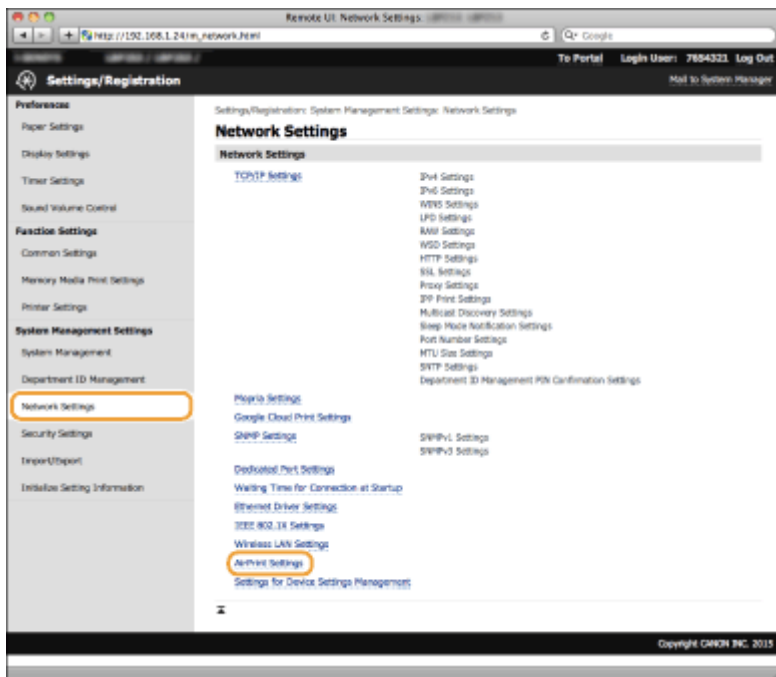 Remote UI: Network Settings:
http://192.168.1.24/m_network.html
Q▾ Google
To Portal Login User: 7654321 Log Out
Settings/Registration
Mail to System Manager
Preferences
Paper Settings
Display Settings
Timer Settings
Sound Volume Control
Function Settings
Common Settings
Memory Media Print Settings
Printer Settings
System Management Settings
System Management
Department ID Management
Network Settings
Security Settings
Import/Export
Initialize Setting Information
Settings/Registration: System Management Settings: Network Settings
Network Settings
Network Settings
TCP/IP Settings
IPv4 Settings
IPv6 Settings
WINS Settings
LPD Settings
RAW Settings
WSD Settings
HTTP Settings
SSL Settings
Proxy Settings
IPP Print Settings
Multicast Discovery Settings
Sleep Mode Notification Settings
Port Number Settings
MTU Size Settings
SNTP Settings
Department ID Management PIN Confirmation Settings
Mopria Settings
Google Cloud Print Settings
SNMP Settings
SNMPv1 Settings
SNMPv3 Settings
Dedicated Port Settings
Waiting Time for Connection at Startup
Ethernet Driver Settings
IEEE 802.1X Settings
Wireless LAN Settings
AirPrint Settings
Settings for Device Settings Management
Copyright CANON INC. 2015